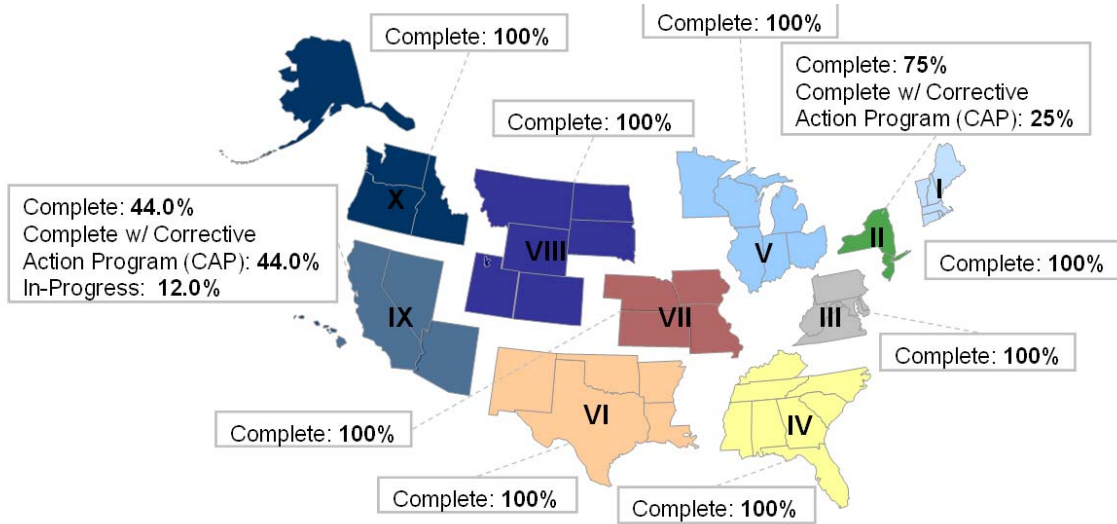 Complete: 100%
Complete: 100%
Complete: 75%
Complete w/ Corrective
Action Program (CAP): 25%
Complete: 100%
Complete: 44.0%
Complete w/ Corrective
Action Program (CAP): 44.0%
In-Progress: 12.0%
X
VIII
V
I
II
Complete: 100%
IX
VII
III
Complete: 100%
VI
IV
Complete: 100%
Complete: 100%
Complete: 100%